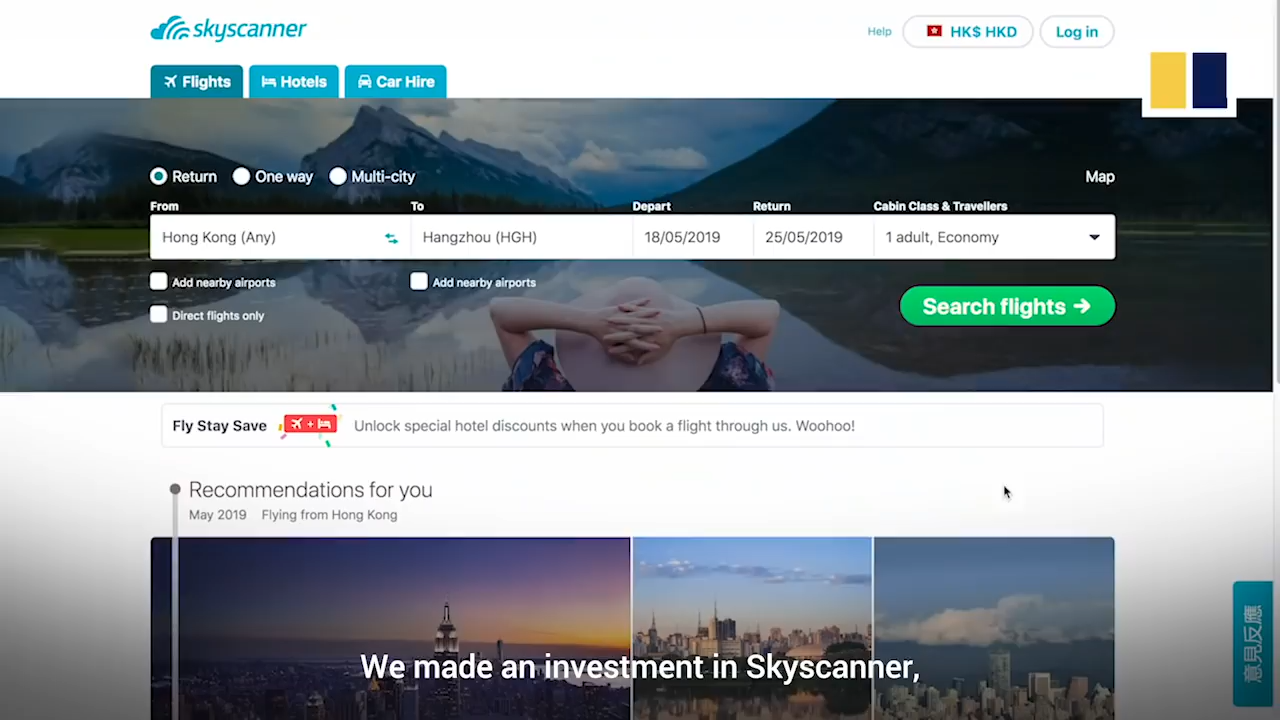 skyscanner
Help
HK$ HKD
Log in
Flights
Hotels
Car Hire
Return
One way
Multi-city
Map
From
To
Depart
Return
Cabin Class & Travellers
Hong Kong (Any)
Hangzhou (HGH)
18/05/2019
25/05/2019
1 adult, Economy
Add nearby airports
Add nearby airports
Direct flights only
Search flights
Fly Stay Save
Unlock special hotel discounts when you book a flight through us. Woohoo!
Recommendations for you
May 2019 Flying from Hong Kong
意見反應
We made an investment in Skyscanner,